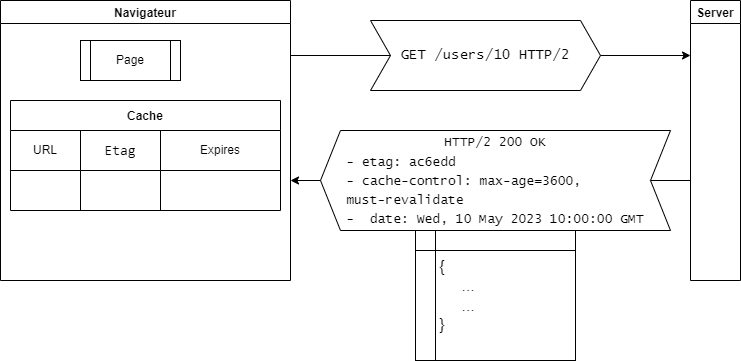 Navigateur
Server
Page
GET /users/10 HTTP/2
Cache
URL
Etag
Expires
HTTP/2 200 OK
- etag: ac6edd
- cache-control: max-age=3600,
must-revalidate
- date: Wed, 10 May 2023 10:00:00 GMT
{
...
...
}